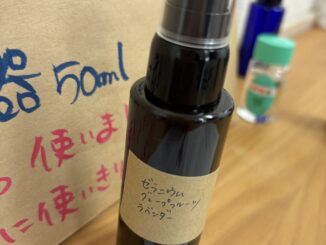 器 50ml
使いま
に使いき
ゼラニウム
グレープフルーツ
ラベンダー